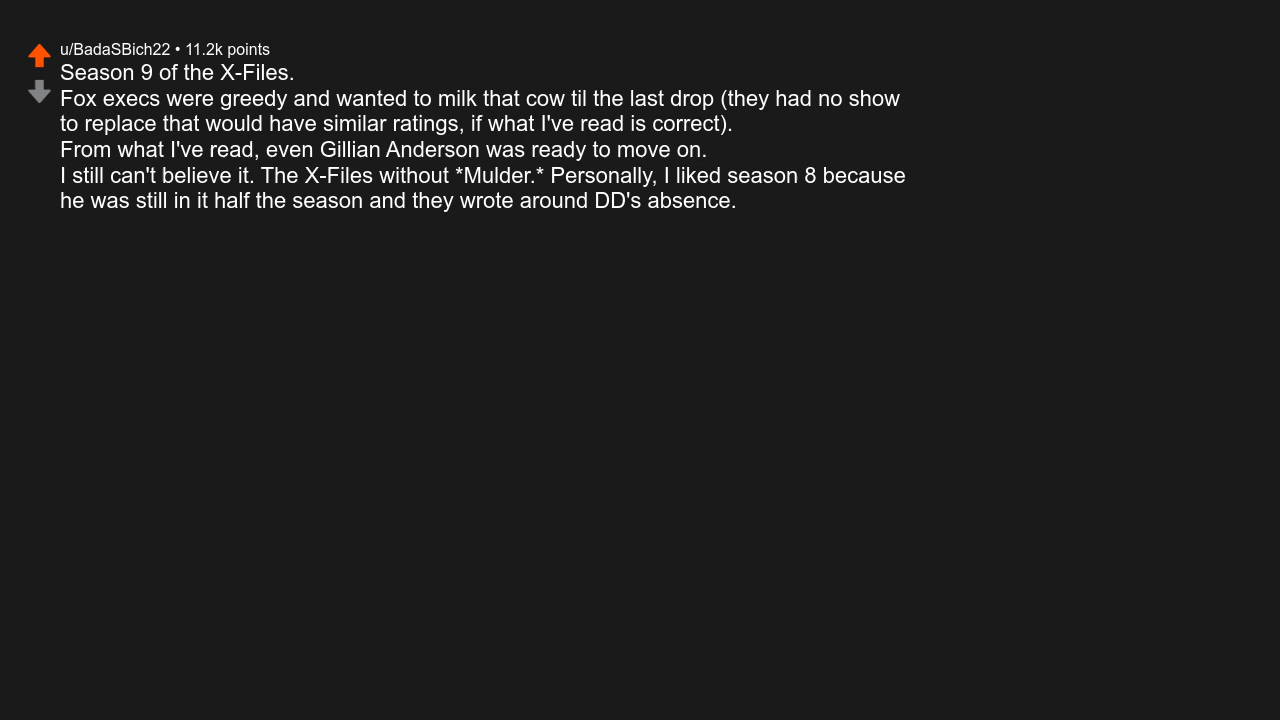 u/BadaSBich22 • 11.2k points
Season 9 of the X-Files.
Fox execs were greedy and wanted to milk that cow til the last drop (they had no show
to replace that would have similar ratings, if what I've read is correct).
From what I've read, even Gillian Anderson was ready to move on.
I still can't believe it. The X-Files without *Mulder.* Personally, I liked season 8 because
he was still in it half the season and they wrote around DD's absence.